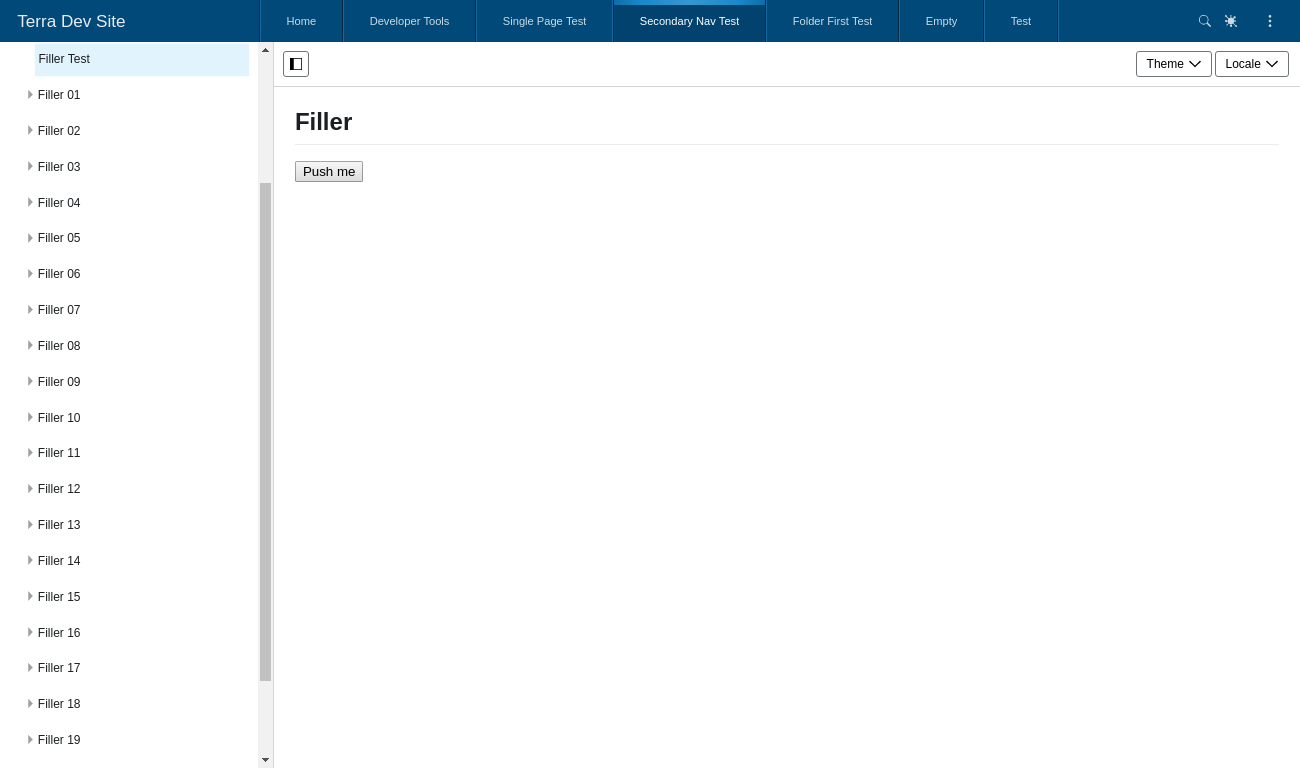 Terra Dev Site
Home
Developer Tools
Single Page Test
Secondary Nav Test
Folder First Test
Empty
Test
Filler Test
Filler 01
Filler 02
Filler 03
Filler 04
Filler 05
Filler 06
Filler 07
Filler 08
Filler 09
Filler 10
Filler 11
Filler 12
Filler 13
Filler 14
Filler 15
Filler 16
Filler 17
Filler 18
Filler 19
Theme
Locale
Filler
Push me